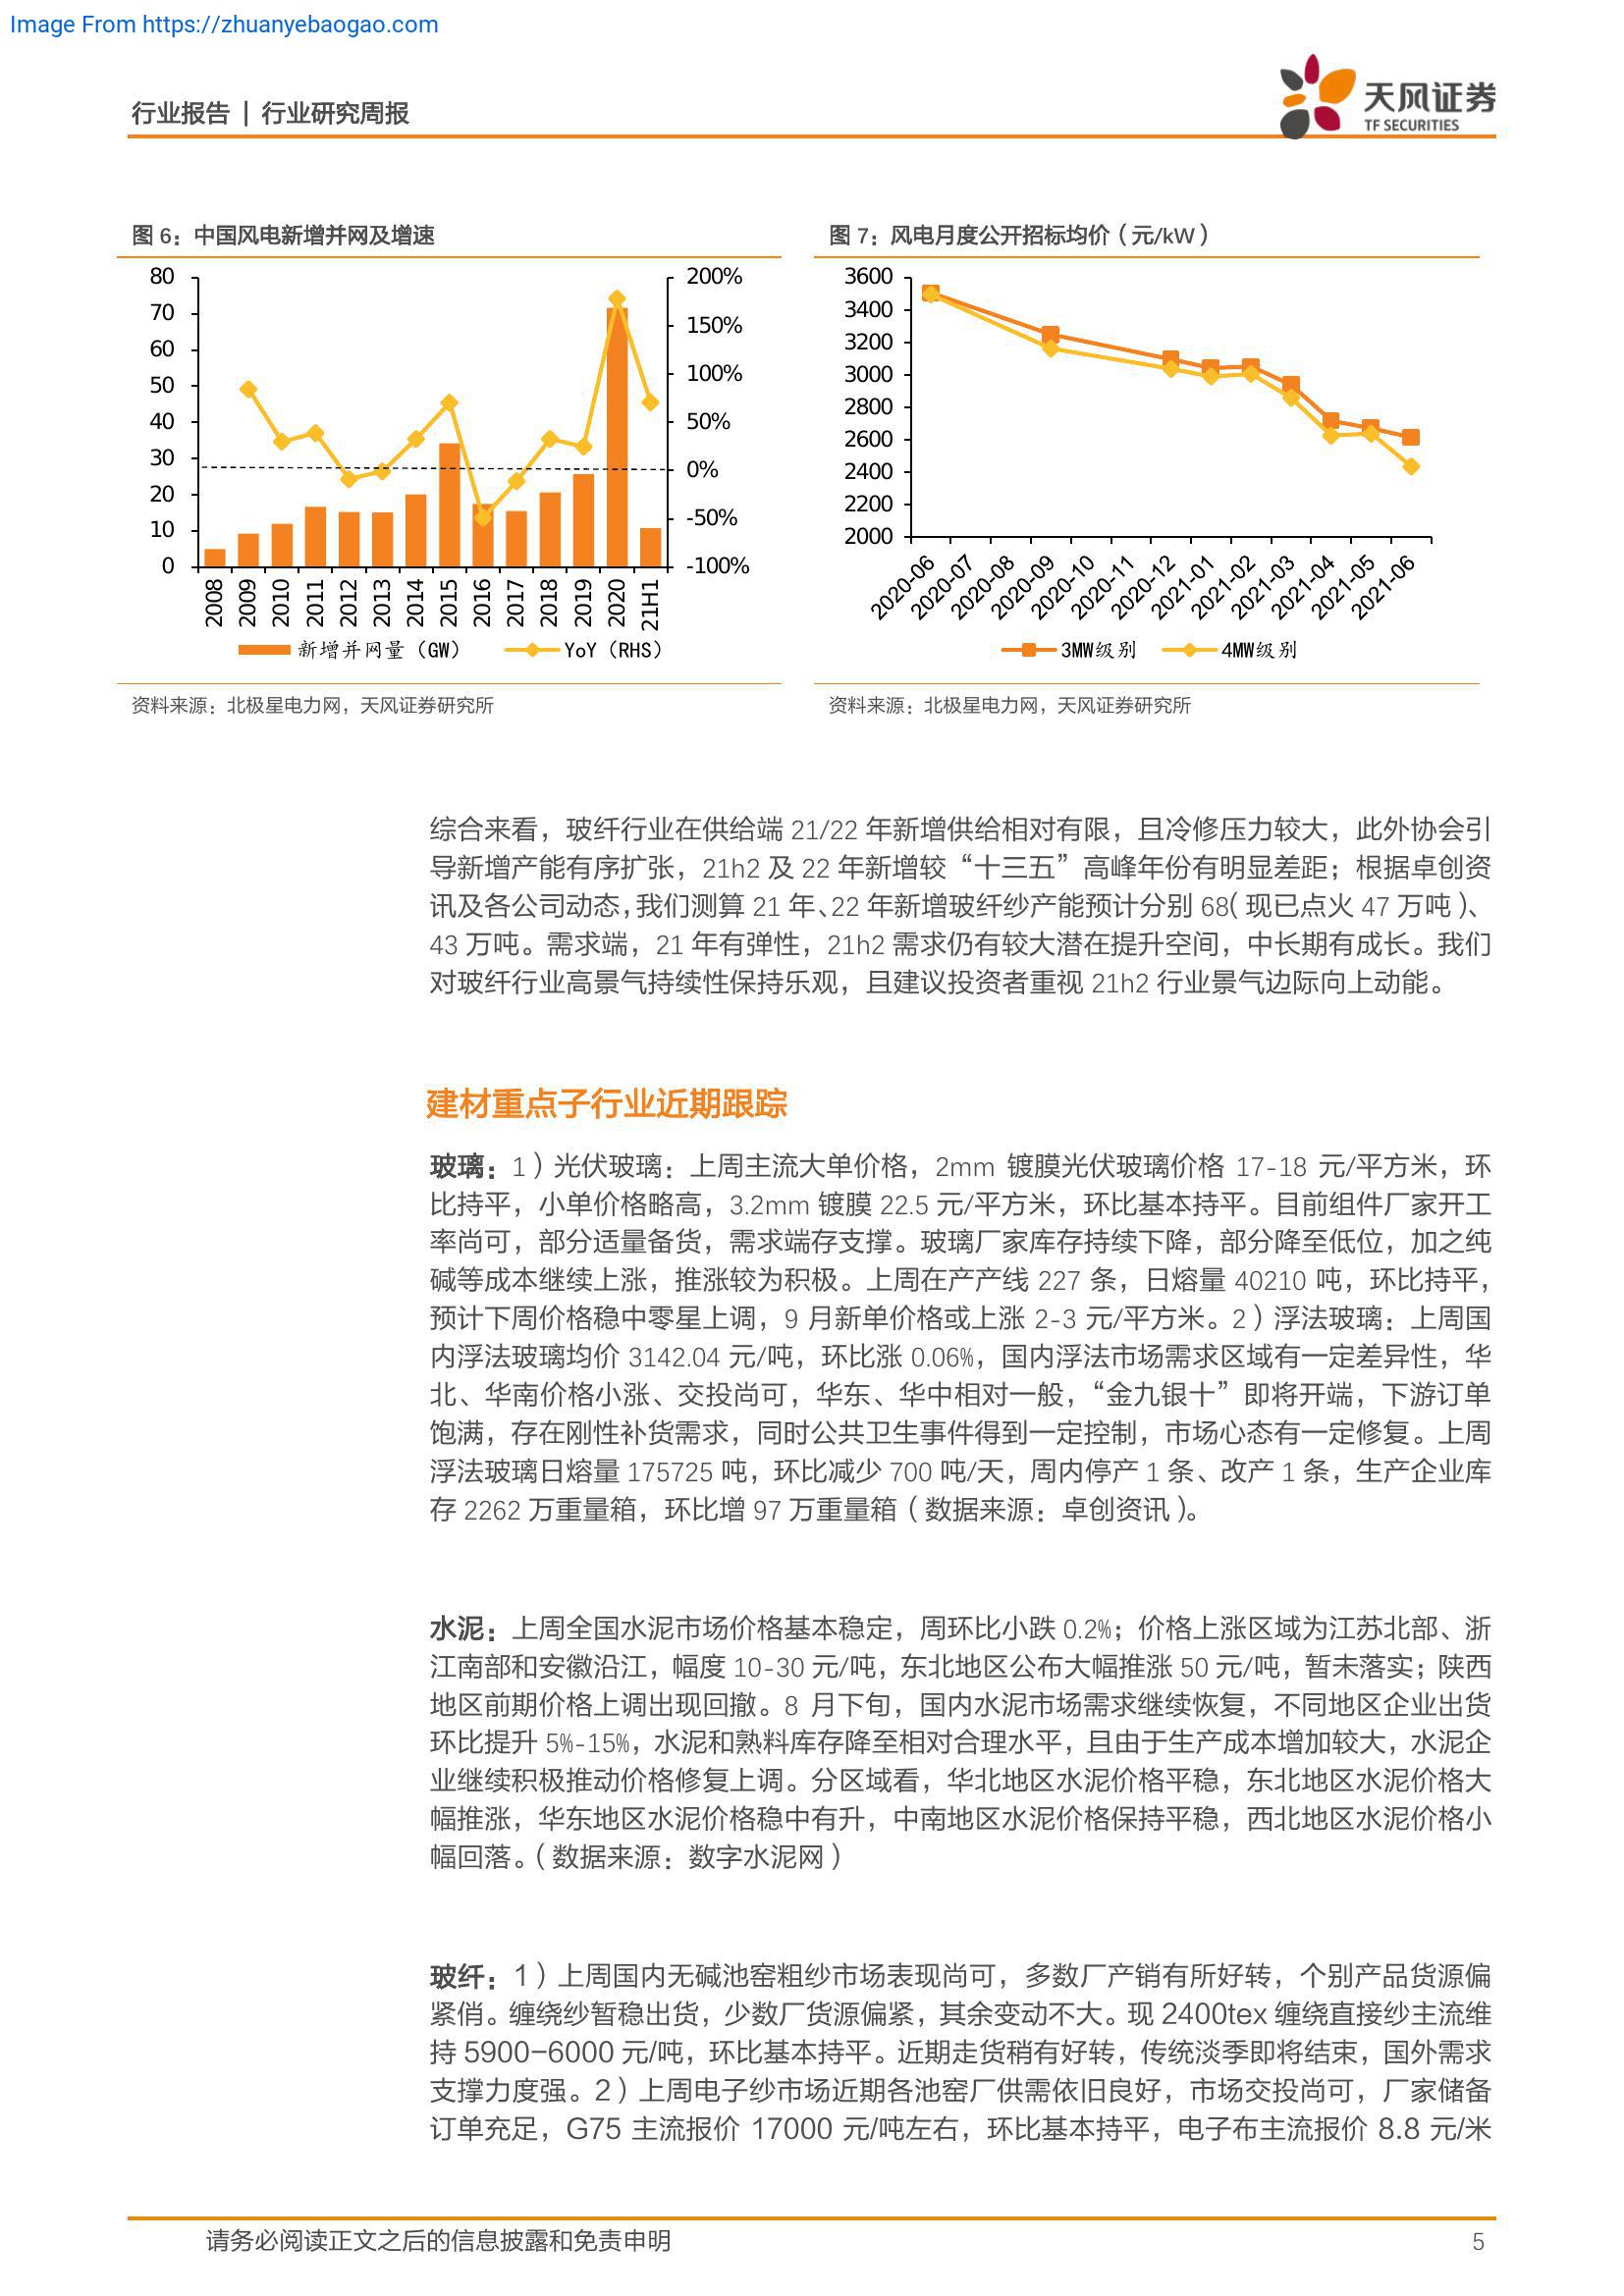 Image From https://zhuanyebaogao.com
行业报告 | 行业研究周报
天风证券
TF SECURITIES
图 6：中国风电新增并网及增速
80
70
60
50
40
30
20
10
0
200%
150%
100%
50%
0%
-50%
-100%
2008
2009
2010
2011
2012
2013
2014
2015
2016
2017
2018
2019
2020
21H1
新增并网量（GW）
YoY（RHS）
资料来源：北极星电力网，天风证券研究所
图 7：风电月度公开招标均价（元/kW）
3600
3400
3200
3000
2800
2600
2400
2200
2000
2020-06
2020-07
2020-08
2020-09
2020-10
2020-11
2020-12
2021-01
2021-02
2021-03
2021-04
2021-05
2021-06
3MW级别
4MW级别
资料来源：北极星电力网，天风证券研究所
综合来看，玻纤行业在供给端 21/22 年新增供给相对有限，且冷修压力较大，此外协会引
导新增产能有序扩张，21h2 及 22 年新增较“十三五”高峰年份有明显差距；根据卓创资
讯及各公司动态，我们测算 21 年、22 年新增玻纤纱产能预计分别 68（现已点火 47 万吨）、
43 万吨。需求端，21 年有弹性，21h2 需求仍有较大潜在提升空间，中长期有成长。我们
对玻纤行业高景气持续性保持乐观，且建议投资者重视 21h2 行业景气边际向上动能。
建材重点子行业近期跟踪
玻璃：1）光伏玻璃：上周主流大单价格，2mm 镀膜光伏玻璃价格 17-18 元/平方米，环
比持平，小单价格略高，3.2mm 镀膜 22.5 元/平方米，环比基本持平。目前组件厂家开工
率尚可，部分适量备货，需求端存支撑。玻璃厂家库存持续下降，部分降至低位，加之纯
碱等成本继续上涨，推涨较为积极。上周在产产线 227 条，日熔量 40210 吨，环比持平，
预计下周价格稳中零星上调，9 月新单价格或上涨 2-3 元/平方米。2）浮法玻璃：上周国
内浮法玻璃均价 3142.04 元/吨，环比涨 0.06%，国内浮法市场需求区域有一定差异性，华
北、华南价格小涨、交投尚可，华东、华中相对一般，“金九银十”即将开端，下游订单
饱满，存在刚性补货需求，同时公共卫生事件得到一定控制，市场心态有一定修复。上周
浮法玻璃日熔量 175725 吨，环比减少 700 吨/天，周内停产 1 条、改产 1 条，生产企业库
存 2262 万重量箱，环比增 97 万重量箱（数据来源：卓创资讯）。
水泥：上周全国水泥市场价格基本稳定，周环比小跌 0.2%；价格上涨区域为江苏北部、浙
江南部和安徽沿江，幅度 10-30 元/吨，东北地区公布大幅推涨 50 元/吨，暂未落实；陕西
地区前期价格上调出现回撤。8 月下旬，国内水泥市场需求继续恢复，不同地区企业出货
环比提升 5%-15%，水泥和熟料库存降至相对合理水平，且由于生产成本增加较大，水泥企
业继续积极推动价格修复上调。分区域看，华北地区水泥价格平稳，东北地区水泥价格大
幅推涨，华东地区水泥价格稳中有升，中南地区水泥价格保持平稳，西北地区水泥价格小
幅回落。（数据来源：数字水泥网）
玻纤：1）上周国内无碱池窑粗纱市场表现尚可，多数厂产销有所好转，个别产品货源偏
紧俏。缠绕纱暂稳出货，少数厂货源偏紧，其余变动不大。现 2400tex 缠绕直接纱主流维
持 5900-6000 元/吨，环比基本持平。近期走货稍有好转，传统淡季即将结束，国外需求
支撑力度强。2）上周电子纱市场近期各池窑厂供需依旧良好，市场交投尚可，厂家储备
订单充足，G75 主流报价 17000 元/吨左右，环比基本持平，电子布主流报价 8.8 元/米
请务必阅读正文之后的信息披露和免责申明
5